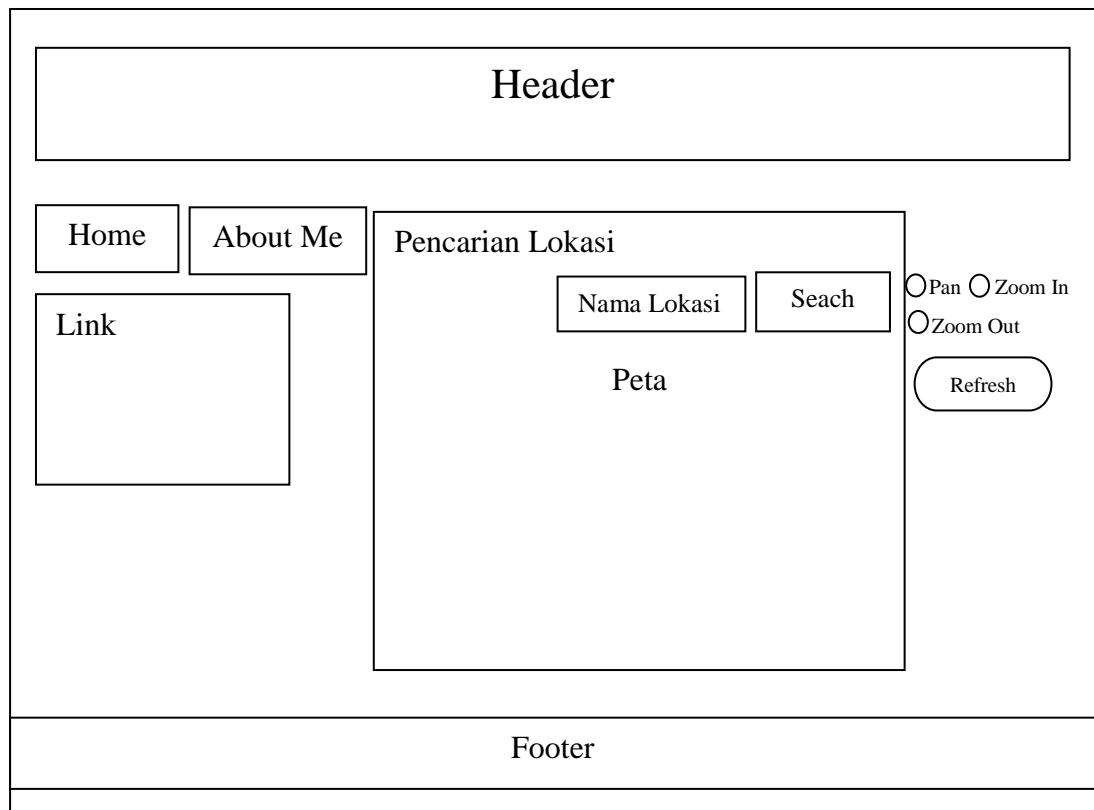 Header
Home
About Me
Pencarian Lokasi
Nama Lokasi
Seach
Pan
Zoom In
Zoom Out
Link
Peta
Refresh
Footer